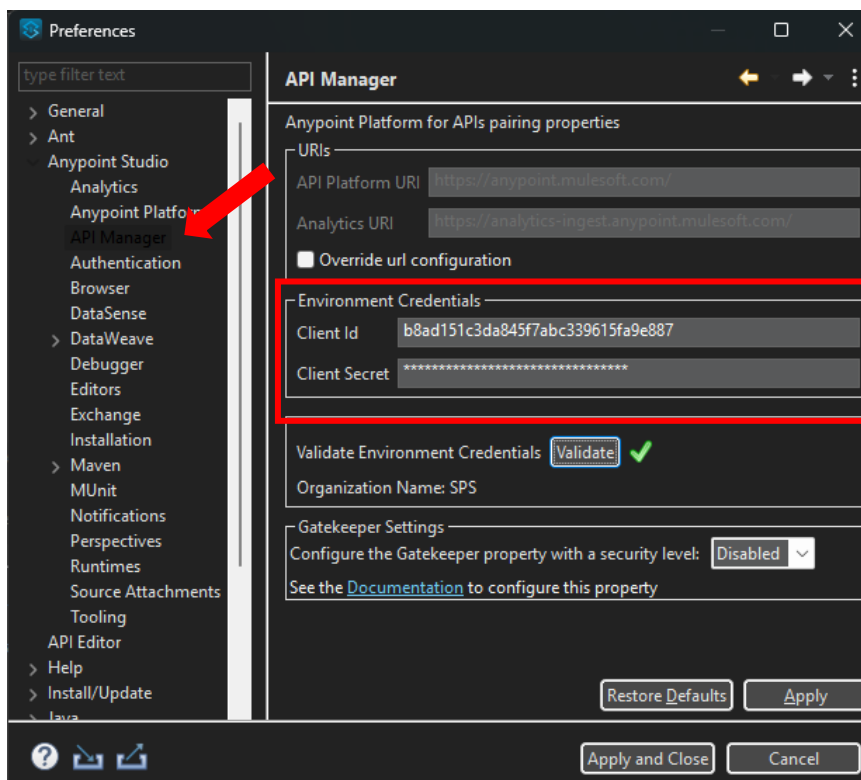 Preferences
type filter text
General
Ant
Anypoint Studio
Analytics
Anypoint Platform
API Manager
Authentication
Browser
DataSense
DataWeave
Debugger
Editors
Exchange
Installation
Maven
MUnit
Notifications
Perspectives
Runtimes
Source Attachments
Tooling
API Editor
Help
Install/Update
Java
API Manager
Anypoint Platform for APIs pairing properties
URIs
API Platform URI https://anypoint.mulesoft.com/
Analytics URI https://analytics-ingest.anypoint.mulesoft.com/
Override url configuration
Environment Credentials
Client Id b8ad151c3da845f7abc339615fa9e887
Client Secret ********************************
Validate Environment Credentials Validate
Organization Name: SPS
Gatekeeper Settings
Configure the Gatekeeper property with a security level: Disabled
See the Documentation to configure this property
Restore Defaults Apply
Apply and Close Cancel